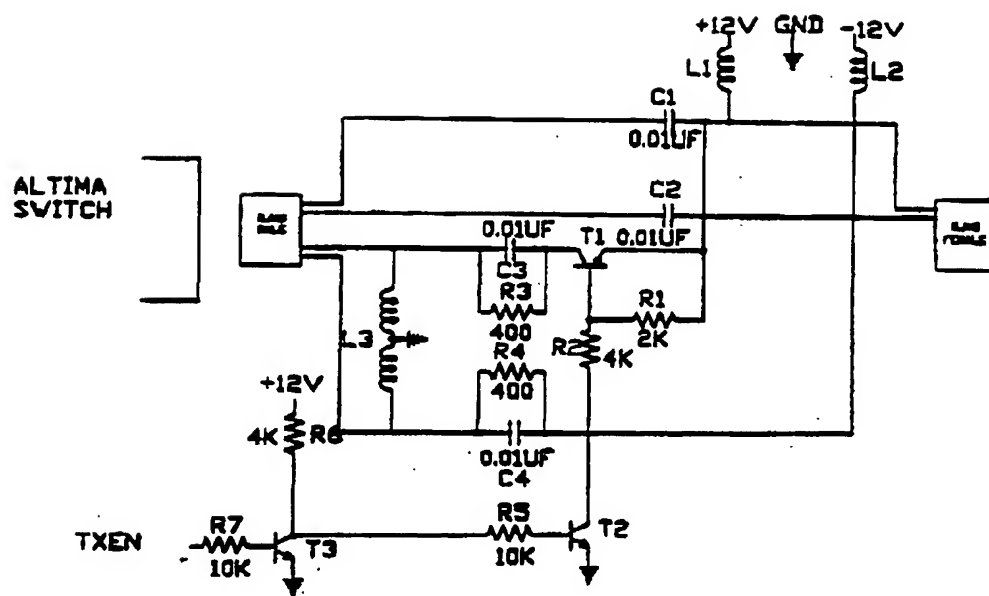 +12V GND -12V
L1
L2
C1
0.01UF
ALTIMA
SWITCH
C2
0.01UF
T1
0.01UF
C3
R3
400
R1
2K
R2
4K
L3
R4
400
+12V
4K
R6
0.01UF
C4
TXEN
R7
10K
T3
R5
10K
T2